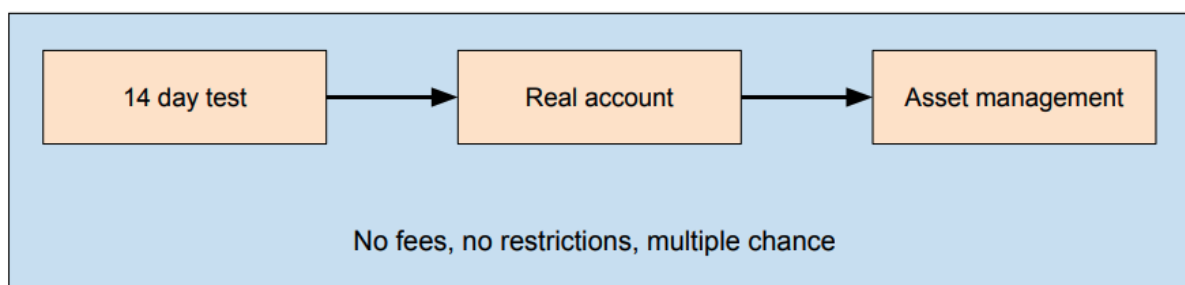 14 day test
Real account
Asset management
No fees, no restrictions, multiple chance